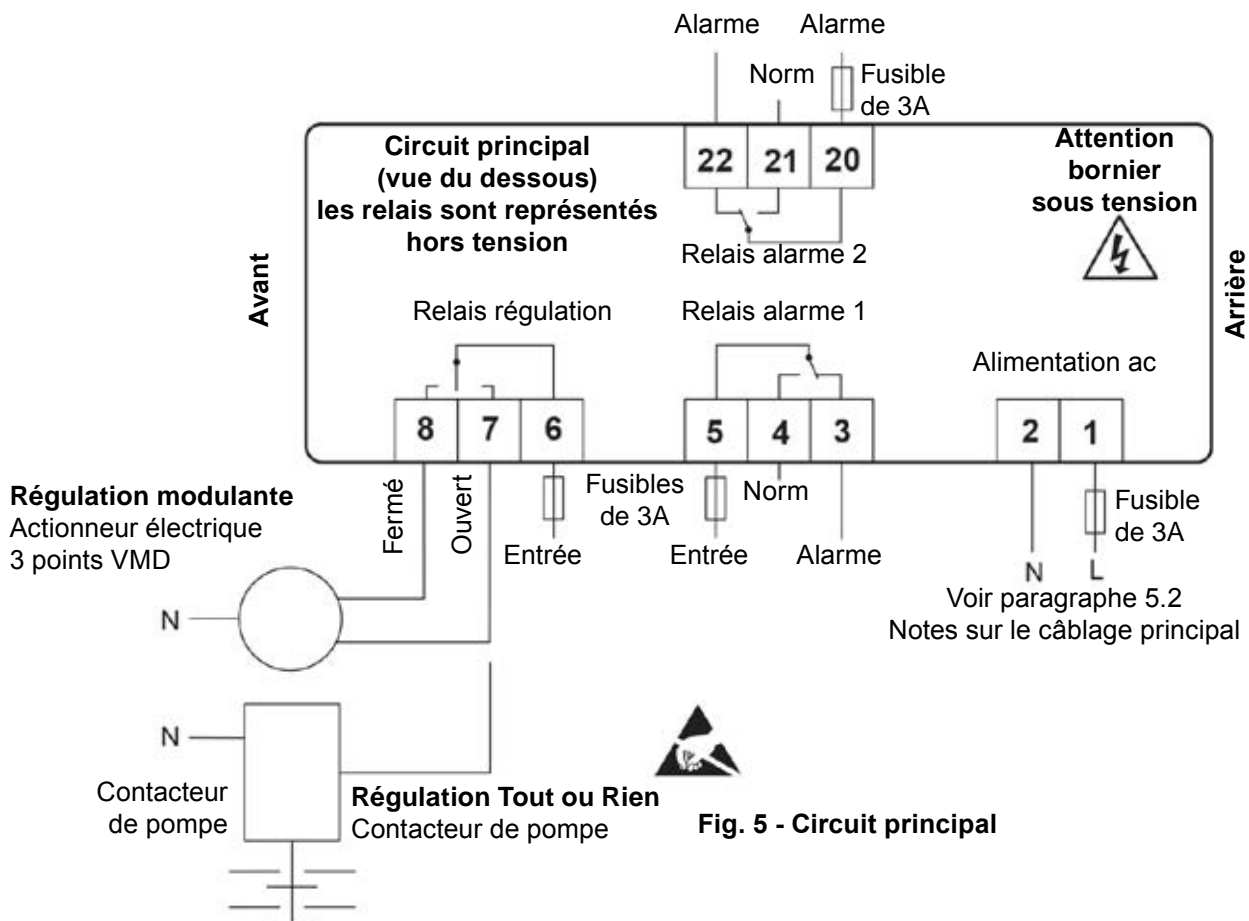 Alarme
Alarme
Norm
Fusible
de 3A
Circuit principal
(vue du dessous)
les relais sont représentés
hors tension
22
21
20
Attention
bornier
sous tension
Relais alarme 2
Avant
Arrière
Relais régulation
Relais alarme 1
Alimentation ac
8
7
6
5
4
3
2
1
Régulation modulante
Actionneur électrique
3 points VMD
Fermé
Ouvert
Entrée
Fusibles
de 3A
Norm
Entrée
Alarme
Fusible
de 3A
N
L
Voir paragraphe 5.2
Notes sur le câblage principal
N
N
Contacteur
de pompe
Régulation Tout ou Rien
Contacteur de pompe
Fig. 5 - Circuit principal